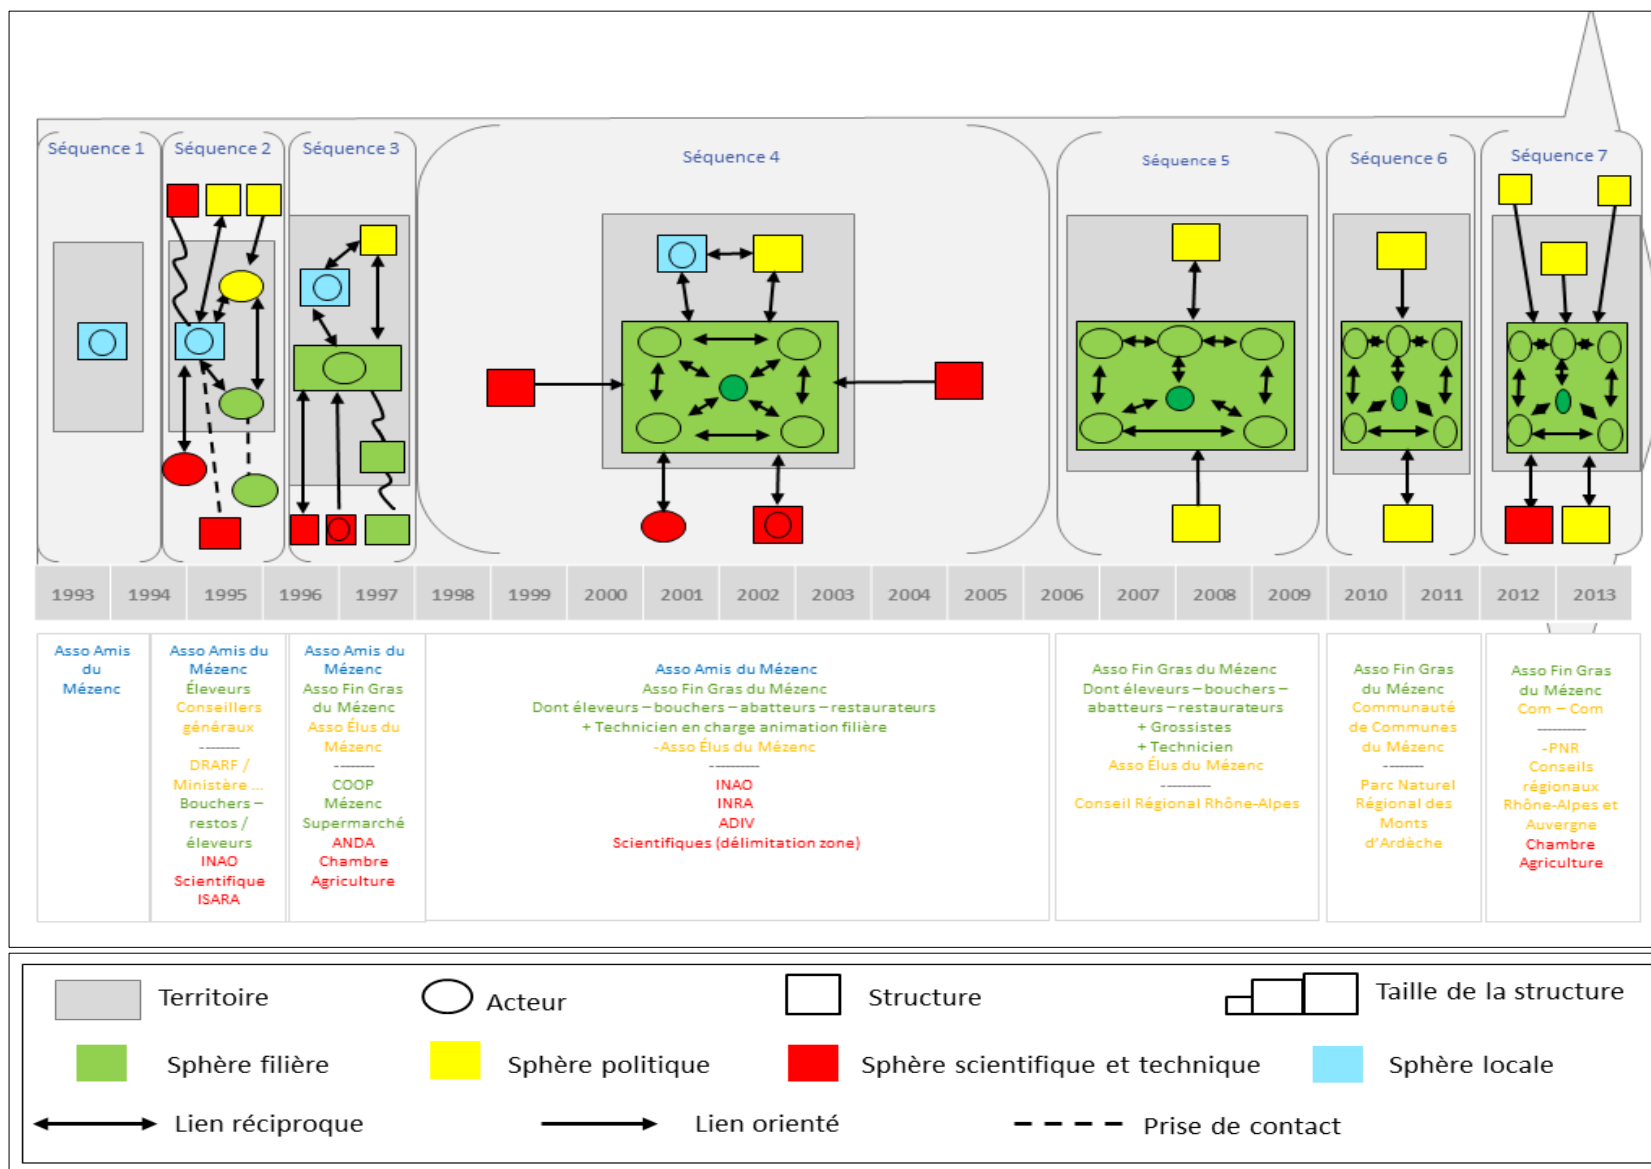 Séquence 1
Séquence 2
Séquence 3
Séquence 4
Séquence 5
Séquence 6
Séquence 7
1993
1994
1995
1996
1997
1998
1999
2000
2001
2002
2003
2004
2005
2006
2007
2008
2009
2010
2011
2012
2013
Asso Amis
du
Mézenc
Asso Amis du
Mézenc
Éleveurs
Conseillers
généraux
--------
DRARF /
Ministère ...
Bouchers –
restos /
éleveurs
INAO
Scientifique
ISARA
Asso Amis du
Mézenc
Asso Fin Gras
du Mézenc
Asso Élus du
Mézenc
--------
COOP
Mézenc
Supermarché
ANDA
Chambre
Agriculture
Asso Amis du Mézenc
Asso Fin Gras du Mézenc
Dont éleveurs – bouchers – abatteurs – restaurateurs
+ Technicien en charge animation filière
-Asso Élus du Mézenc
----------
INAO
INRA
ADIV
Scientifiques (délimitation zone)
Asso Fin Gras du Mézenc
Dont éleveurs – bouchers –
abatteurs – restaurateurs
+ Grossistes
+ Technicien
Asso Élus du Mézenc
----------
Conseil Régional Rhône-Alpes
Asso Fin Gras
du Mézenc
Communauté
de Communes
du Mézenc
--------
Parc Naturel
Régional des
Monts
d'Ardèche
Asso Fin Gras
du Mézenc
Com – Com
----------
-PNR
Conseils
régionaux
Rhône-Alpes et
Auvergne
Chambre
Agriculture
Territoire
Acteur
Structure
Taille de la structure
Sphère filière
Sphère politique
Sphère scientifique et technique
Sphère locale
Lien réciproque
Lien orienté
Prise de contact